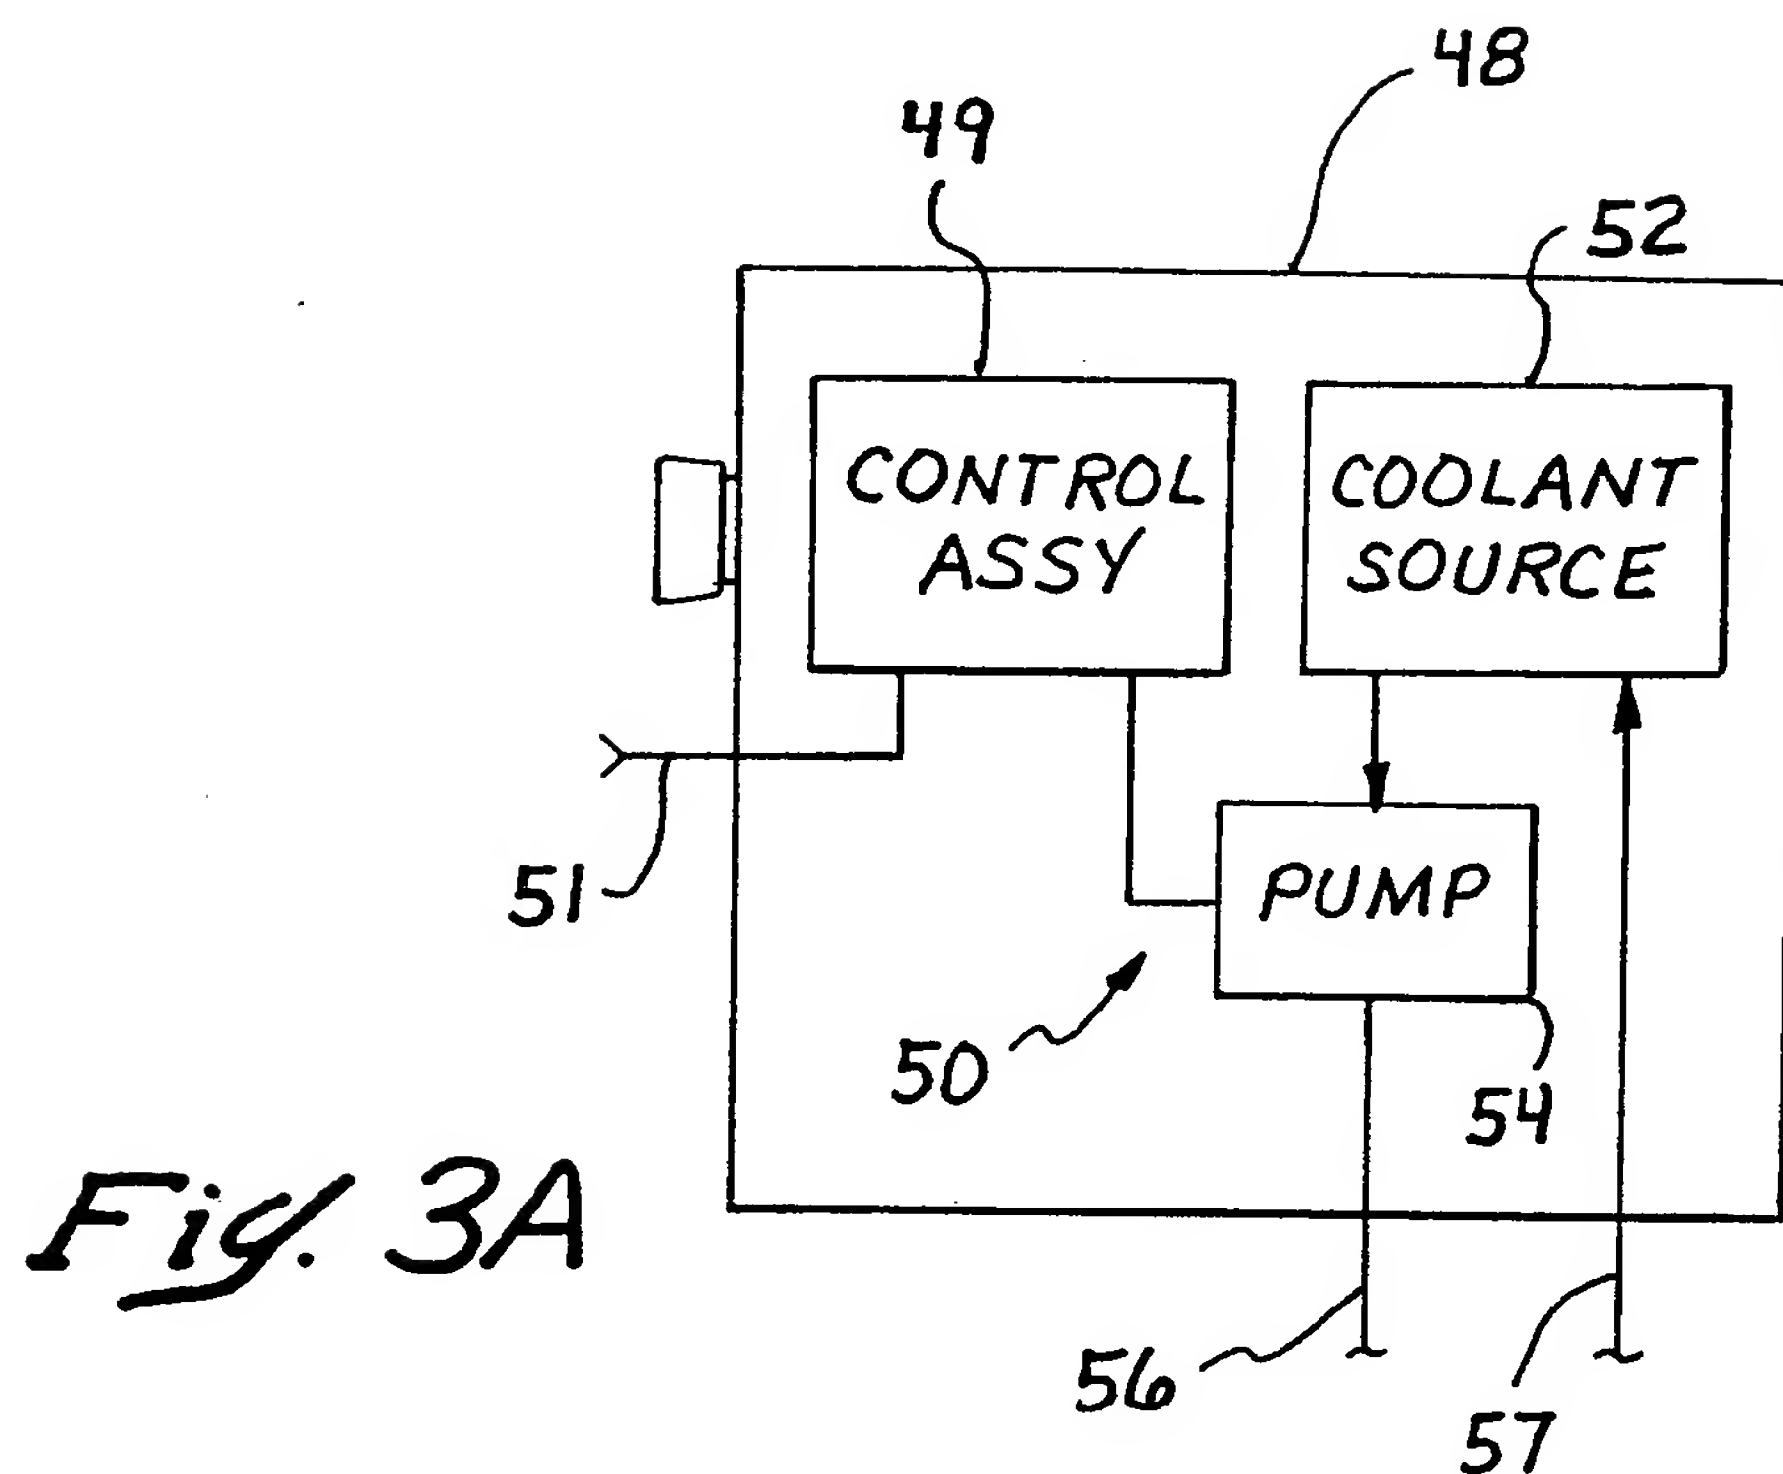 48
49
52
CONTROL
ASSY
COOLANT
SOURCE
51
PUMP
50
54
Fig. 3A
56
57